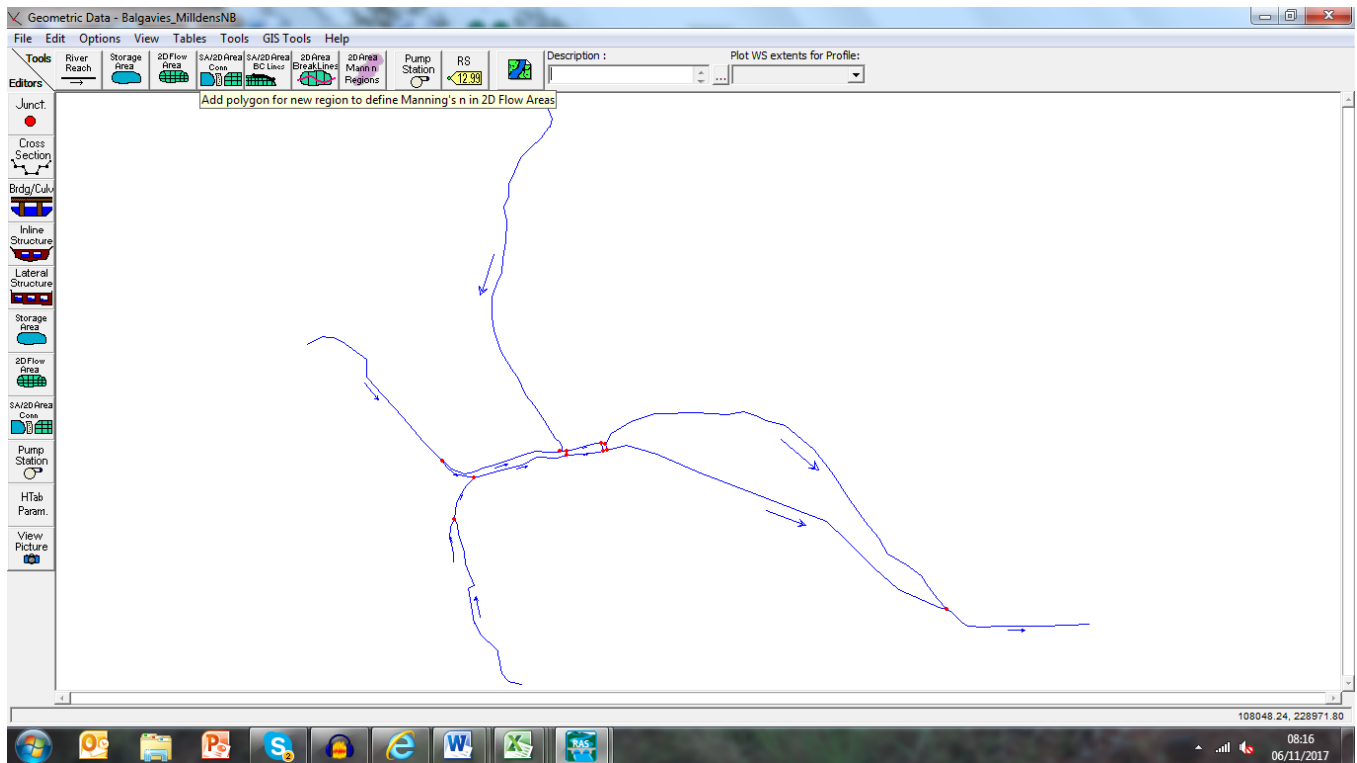 Geometric Data - Balgavies_MilldensNB
File Edit Options View Tables Tools GIS Tools Help
Tools
Editors
River
Reach
Storage
Area
2D Flow
Area
SA/2D Area
Conn
SA/2D Area
BC Lines
2D Area
BreakLines
2D Area
Mann n
Regions
Pump
Station
RS
12.99
Description :
...
Plot WS extents for Profile:
Add polygon for new region to define Manning's n in 2D Flow Areas
Junct.
Cross
Section
Brdg/Culv
Inline
Structure
Lateral
Structure
Storage
Area
2D Flow
Area
SA/2D Area
Conn
Pump
Station
HTab
Param.
View
Picture
108048.24, 228971.80
2
RAS
08:16
06/11/2017